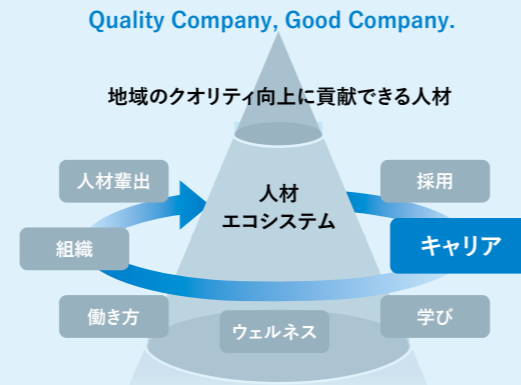 Quality Company, Good Company.
地域のクオリティ向上に貢献できる人材
人材輩出
採用
人材
エコシステム
組織
キャリア
働き方
ウェルネス
学び